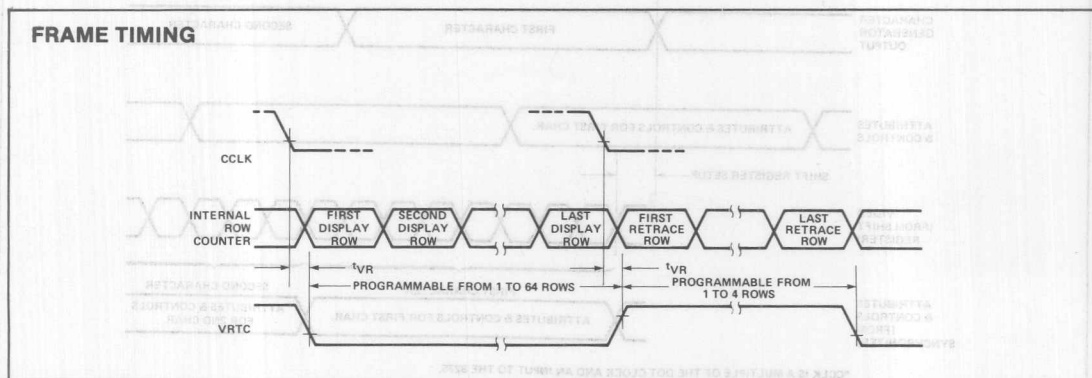 FRAME TIMING
CCLK
INTERNAL
ROW
COUNTER
FIRST
DISPLAY
ROW
SECOND
DISPLAY
ROW
LAST
DISPLAY
ROW
FIRST
RETRACE
ROW
LAST
RETRACE
ROW
tVR
tVR
PROGRAMMABLE FROM 1 TO 64 ROWS
PROGRAMMABLE FROM
1 TO 4 ROWS
VRTC